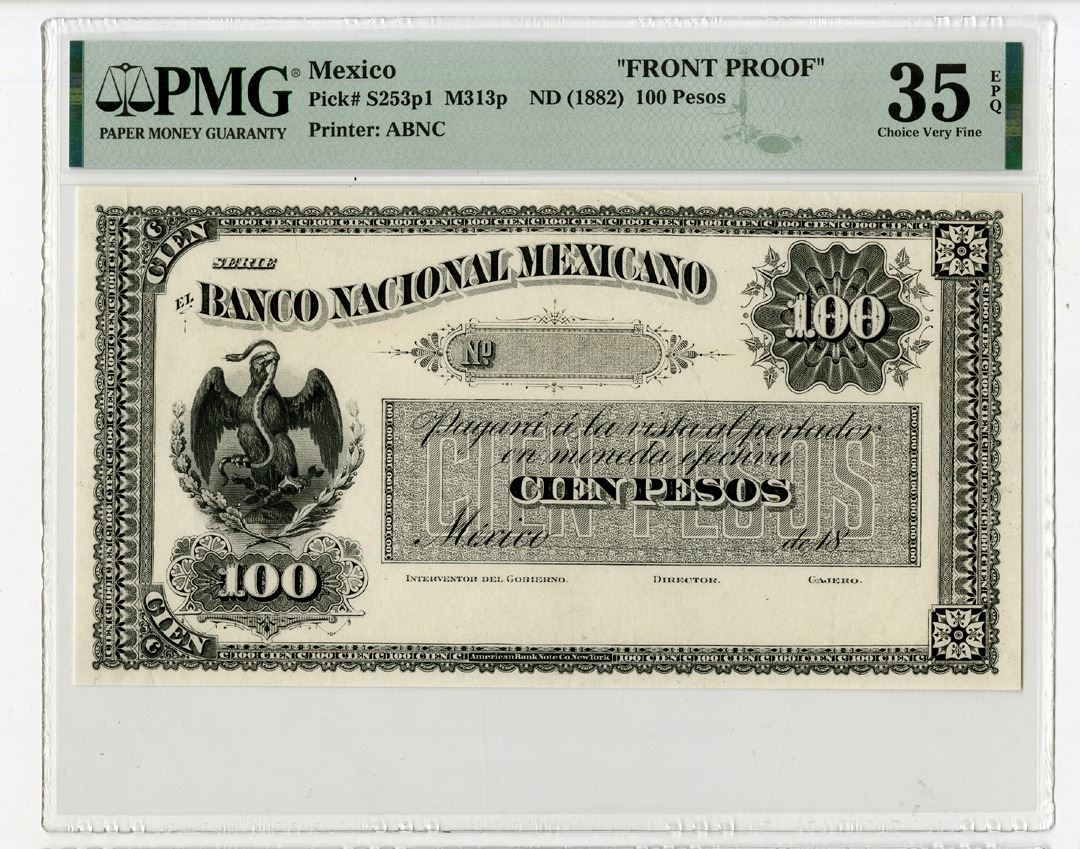 PMG®
PAPER MONEY GUARANTY
Mexico "FRONT PROOF"
Pick# S253p1 M313p ND (1882) 100 Pesos
Printer: ABNC
35 EPQ
Choice Very Fine
CIEN
SERIE
EL BANCO NACIONAL MEXICANO
100
Nº
Pagará á la vista al portador
en moneda efectiva
CIEN PESOS
CIEN PESOS
México de 18
INTERVENTOR DEL GOBIERNO. DIRECTOR. CAJERO.
100
CIEN
American Bank Note Co. New York